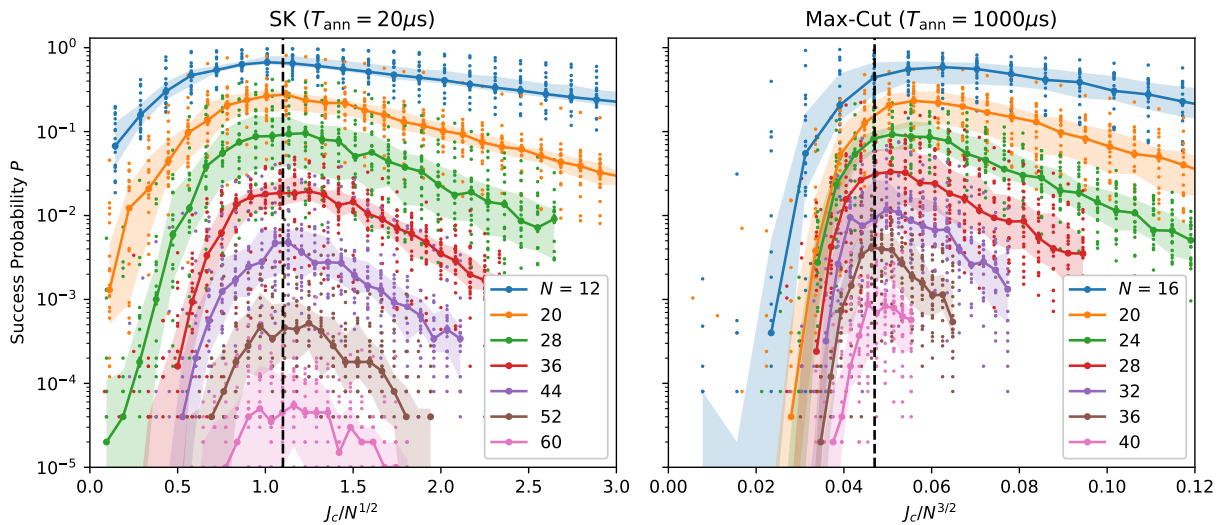 SK (T_ann = 20μs)
Success Probability P
10⁰
10⁻¹
10⁻²
10⁻³
10⁻⁴
10⁻⁵
N = 12
20
28
36
44
52
60
0.0 0.5 1.0 1.5 2.0 2.5 3.0
J_c/N^{1/2}
Max-Cut (T_ann = 1000μs)
N = 16
20
24
28
32
36
40
0.00 0.02 0.04 0.06 0.08 0.10 0.12
J_c/N^{3/2}